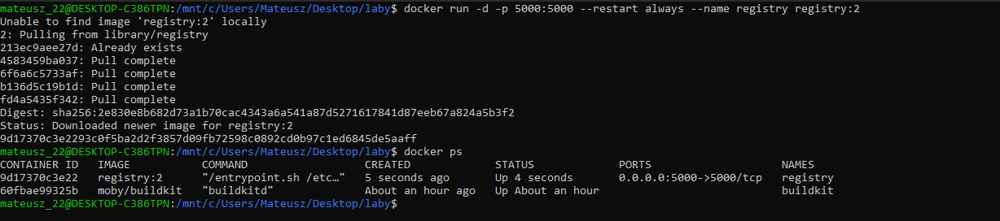 mateusz_22@DESKTOP-C386TPN:/mnt/c/Users/Mateusz/Desktop/laby$ docker run -d -p 5000:5000 --restart always --name registry registry:2
Unable to find image 'registry:2' locally
2: Pulling from library/registry
213ec9aee27d: Already exists
4583459ba037: Pull complete
6f6a6c5733af: Pull complete
b136d5c19b1d: Pull complete
fd4a5435f342: Pull complete
Digest: sha256:2e830e8b682d73a1b70cac4343a6a541a87d5271617841d87eeb67a824a5b3f2
Status: Downloaded newer image for registry:2
9d17370c3e2293c0f5ba2d2f3857d09fb72598c0892cd0b97c1ed6845de5aaff
mateusz_22@DESKTOP-C386TPN:/mnt/c/Users/Mateusz/Desktop/laby$ docker ps
CONTAINER ID   IMAGE           COMMAND                  CREATED             STATUS             PORTS                    NAMES
9d17370c3e22   registry:2      "/entrypoint.sh /etc…"   5 seconds ago       Up 4 seconds       0.0.0.0:5000->5000/tcp   registry
60fbae99325b   moby/buildkit   "buildkitd"              About an hour ago   Up About an hour                            buildkit
mateusz_22@DESKTOP-C386TPN:/mnt/c/Users/Mateusz/Desktop/laby$